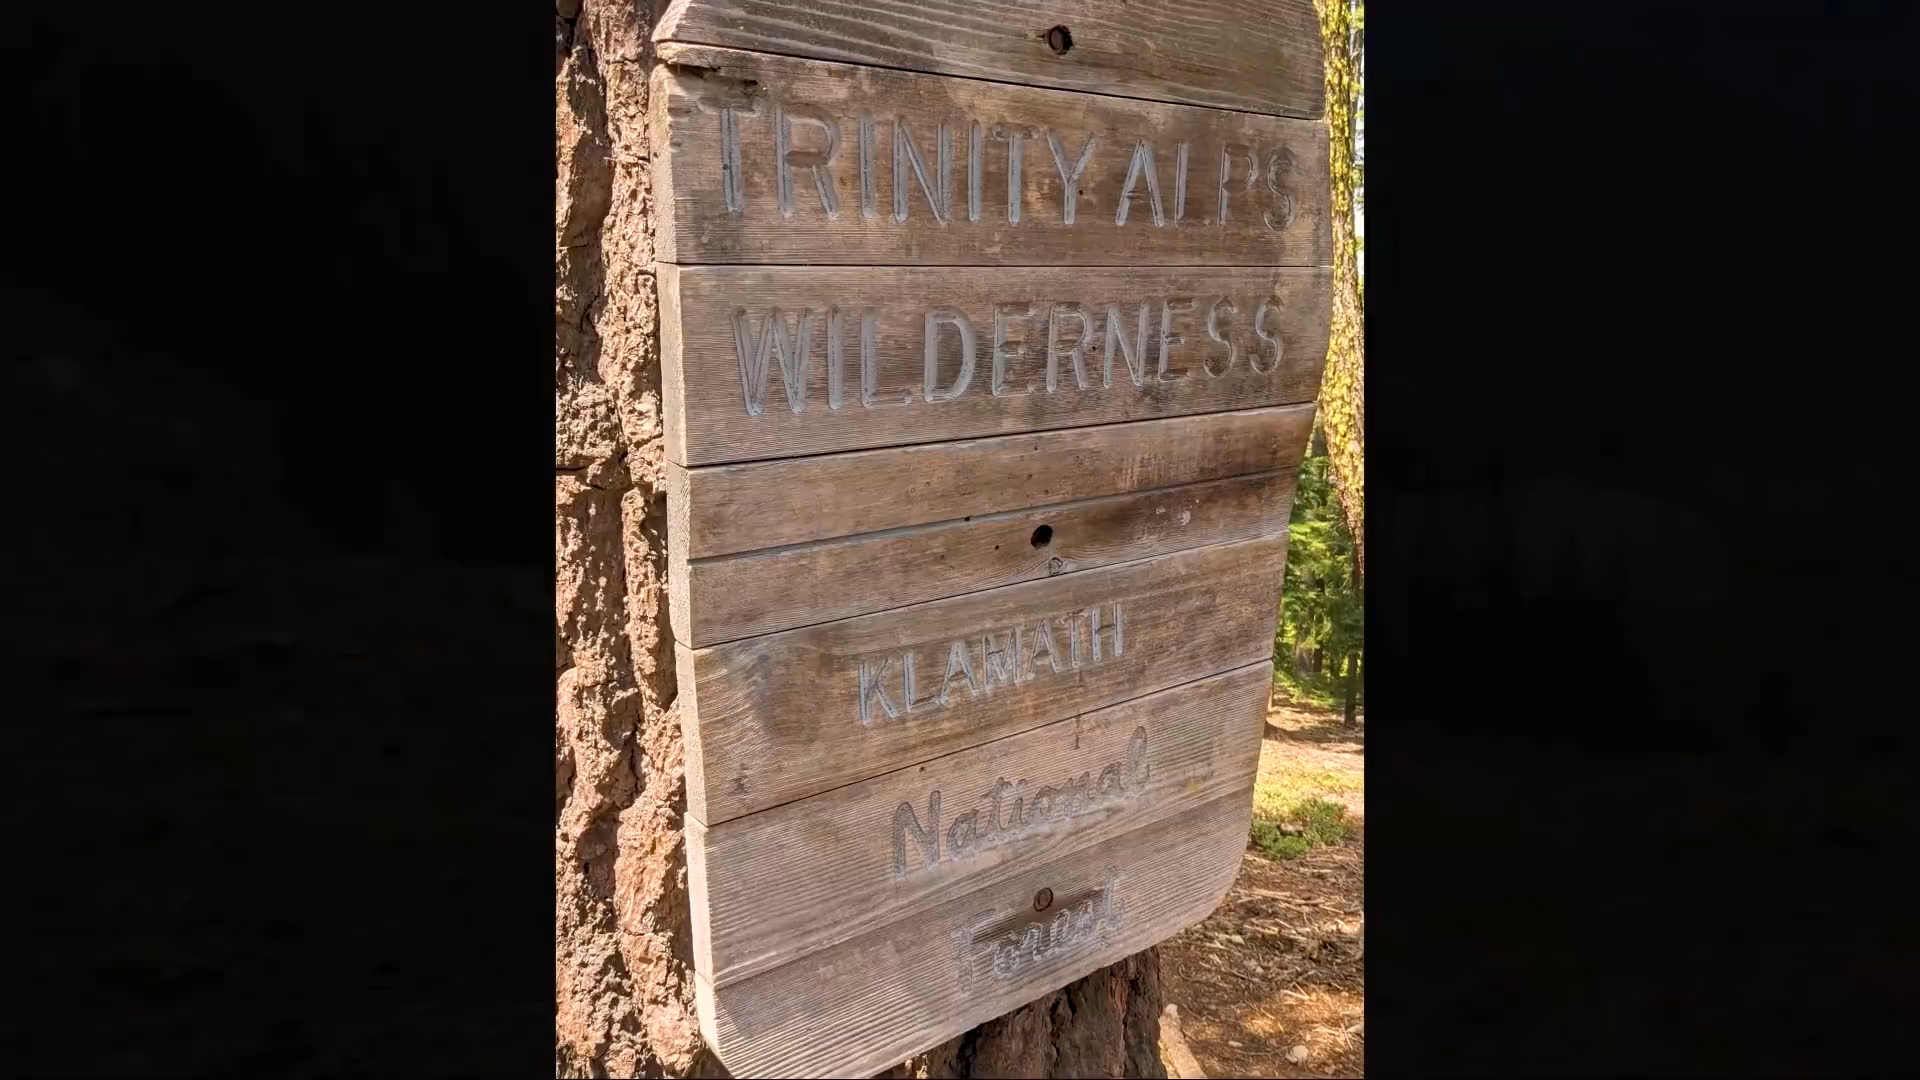 TRINITY ALPS
WILDERNESS
KLAMATH
National
Forest